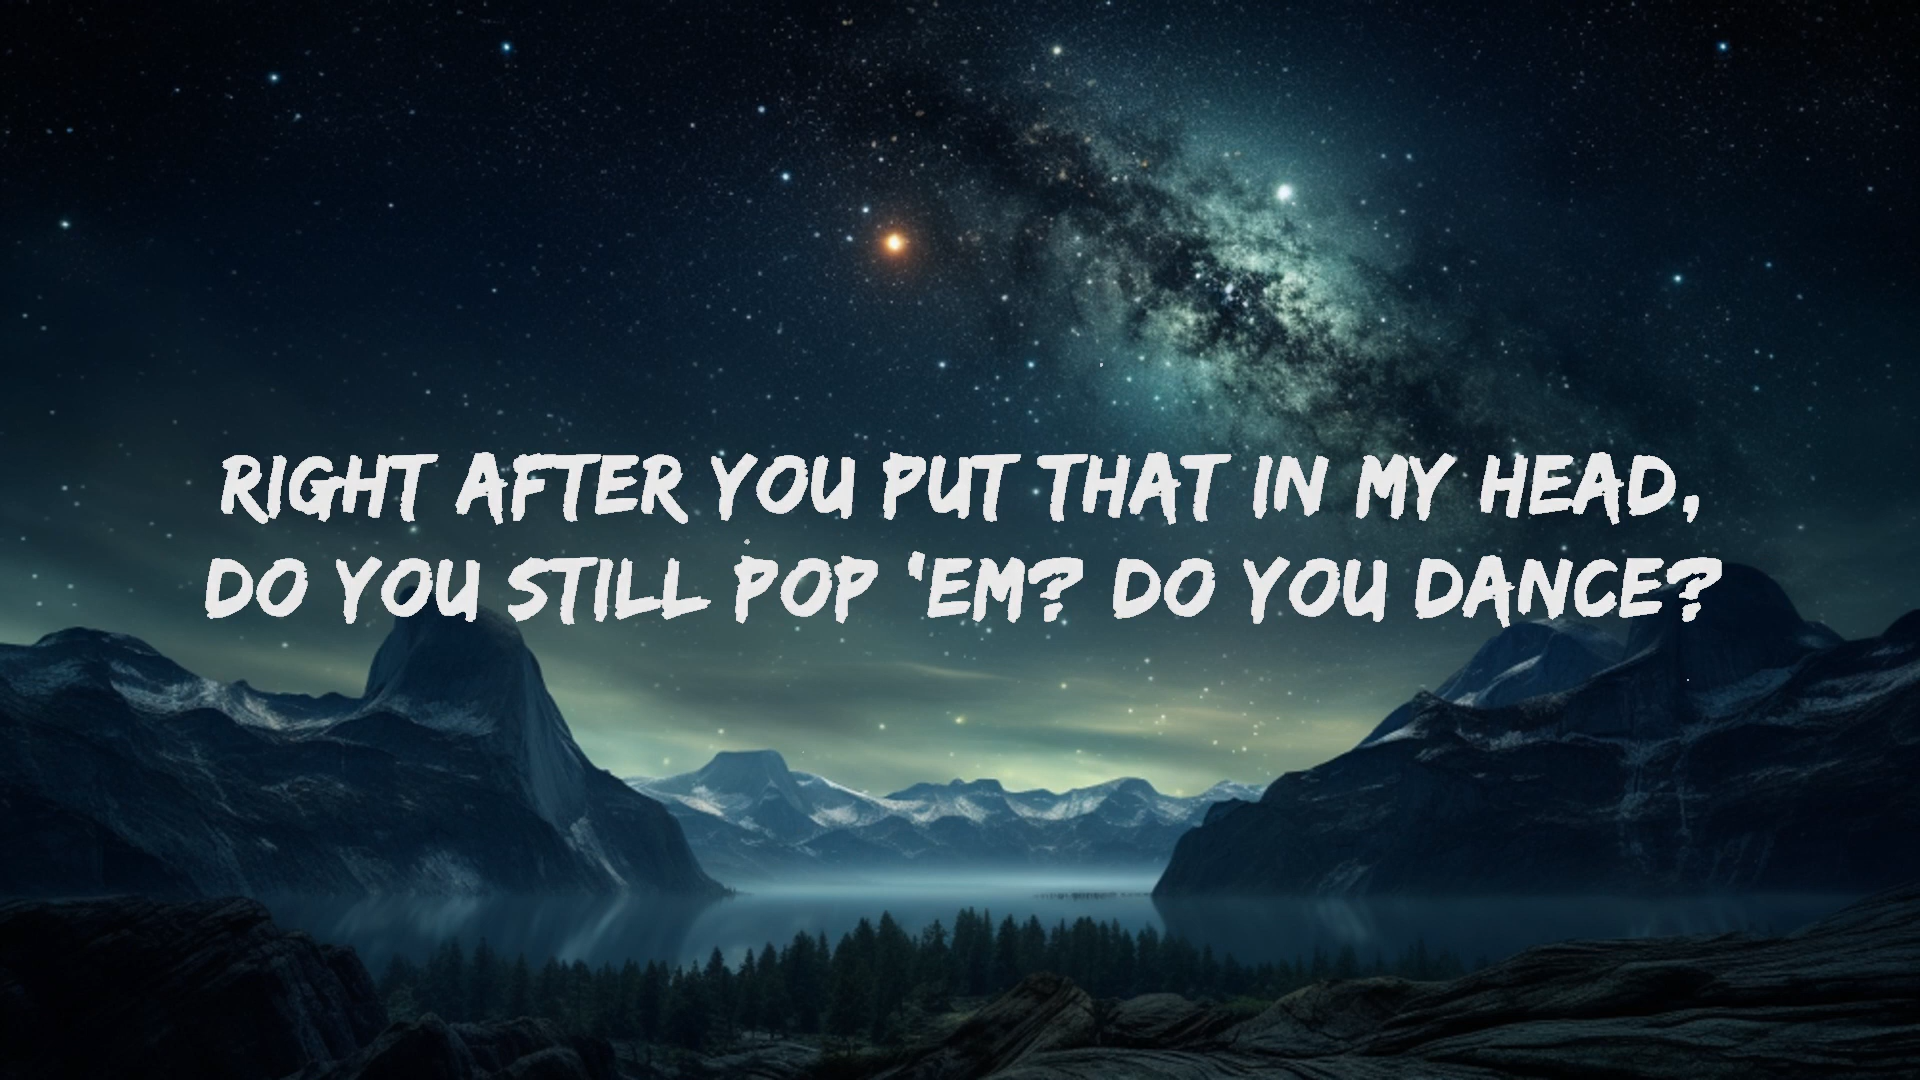 RIGHT AFTER YOU PUT THAT IN MY HEAD,
DO YOU STILL POP 'EM? DO YOU DANCE?